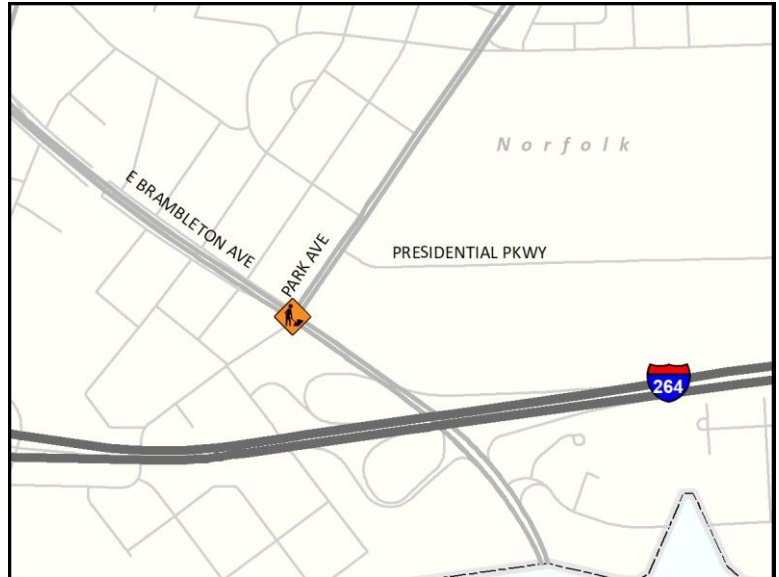 Norfolk
E BRAMBLETON AVE
PARK AVE
PRESIDENTIAL PKWY
264